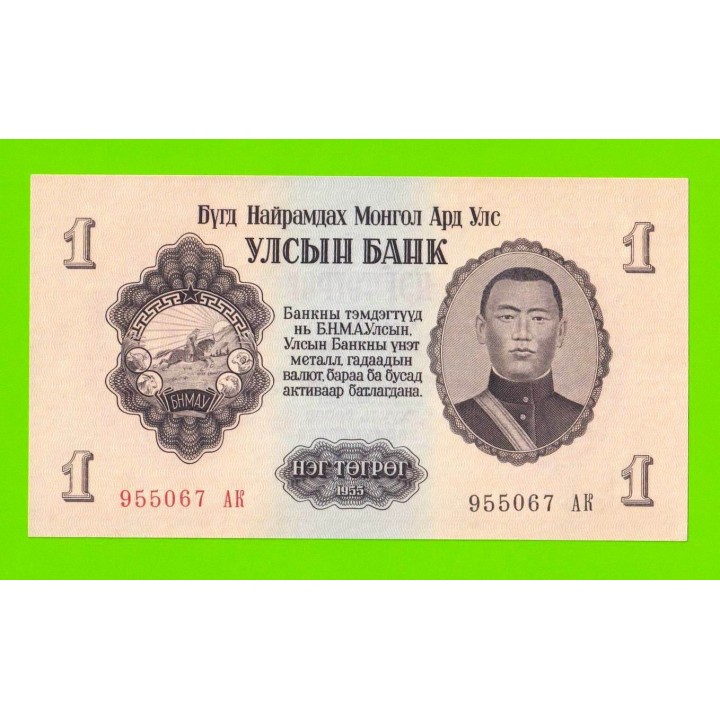 1
1
Бүгд Найрамдах Монгол Ард Улс
УЛСЫН БАНК
Банкны тэмдэгтүүд
нь Б.Н.М.А.Улсын,
Улсын Банкны үнэт
металл, гадаадын
валют, бараа ба бусад
активаар батлагдана.
БНМАУ
НЭГ ТӨГРӨГ
1955
1
955067 АК
955067 АК
1